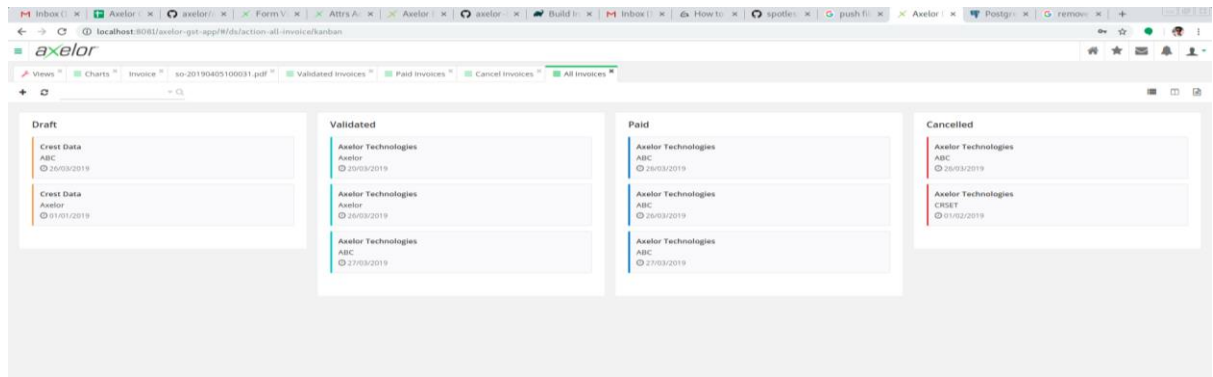 Inbox
Axelor
axelor/
Form V
Attrs A
Axelor
axelor
Build
Inbox
How to
spotles
push fil
Axelor
Postgr
remove
localhost:8081/axelor-gst-app/#/ds/action-all-invoice/kanban
axelor
Views
Charts
Invoice
so-20190405100031.pdf
Validated Invoices
Paid Invoices
Cancel Invoices
All Invoices
Draft
Crest Data
ABC
26/03/2019
Crest Data
Axelor
01/01/2019
Validated
Axelor Technologies
Axelor
20/03/2019
Axelor Technologies
Axelor
26/03/2019
Axelor Technologies
ABC
27/03/2019
Paid
Axelor Technologies
ABC
26/03/2019
Axelor Technologies
ABC
26/03/2019
Axelor Technologies
ABC
27/03/2019
Cancelled
Axelor Technologies
ABC
26/03/2019
Axelor Technologies
CRSET
01/02/2019